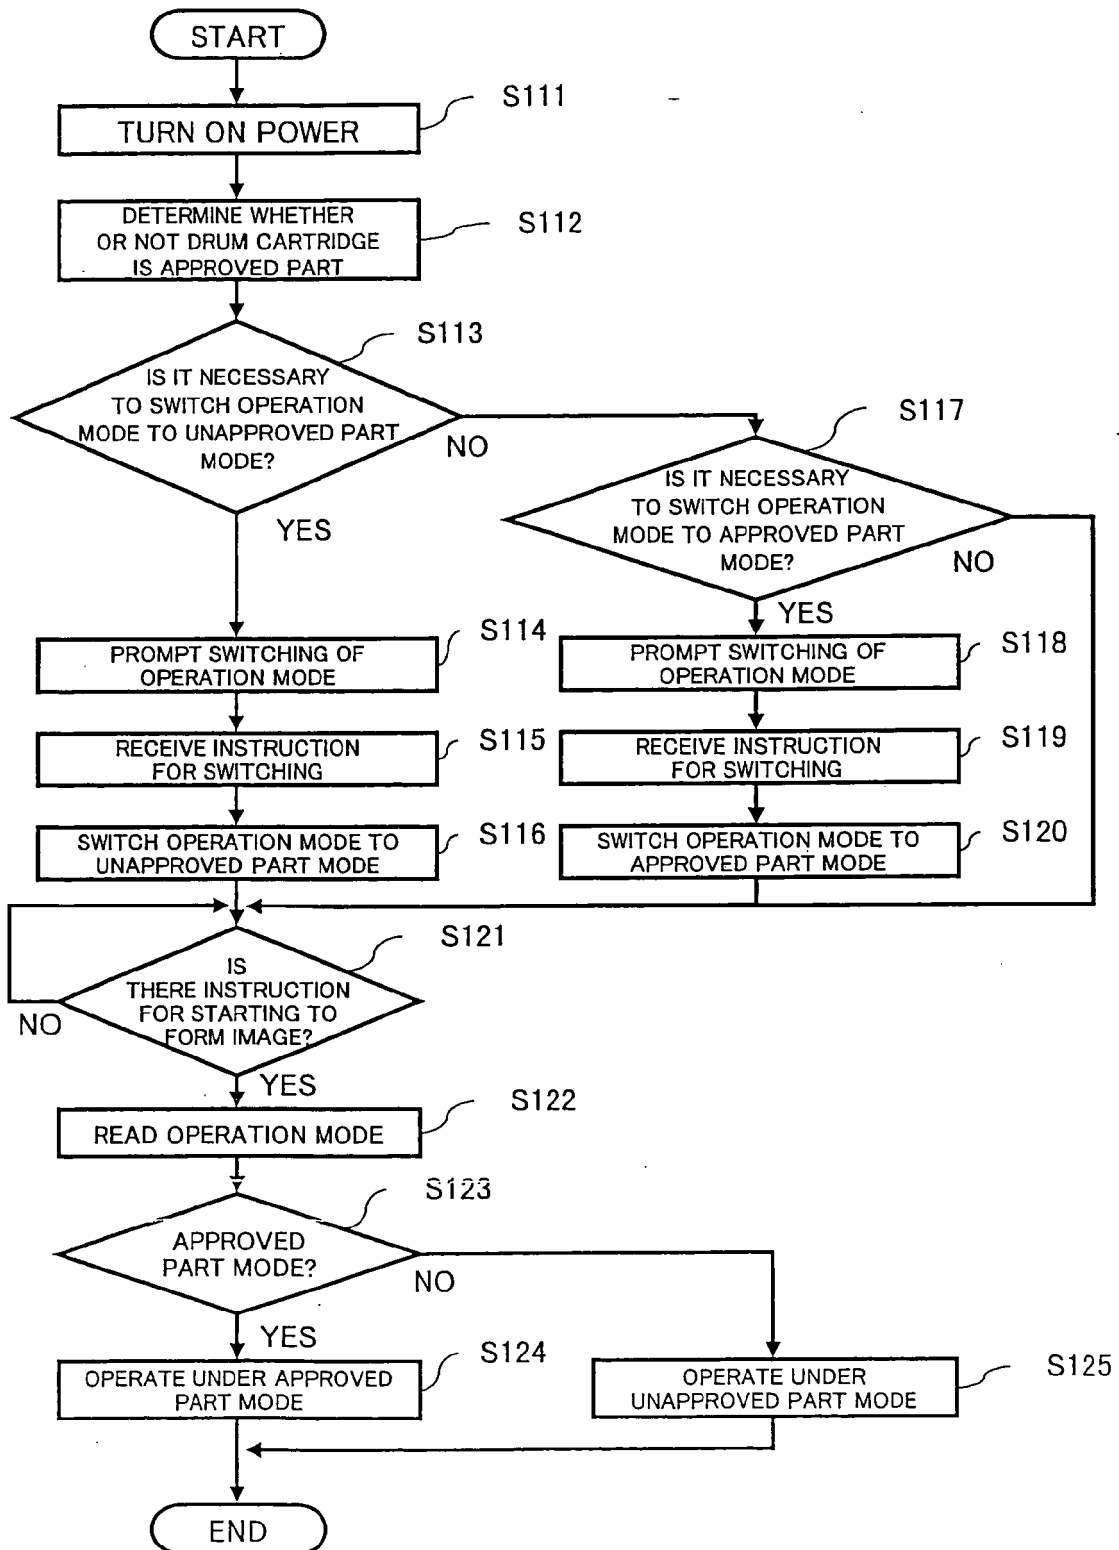 START
S111
TURN ON POWER
DETERMINE WHETHER
OR NOT DRUM CARTRIDGE
IS APPROVED PART
S112
S113
IS IT NECESSARY
TO SWITCH OPERATION
MODE TO UNAPPROVED PART
MODE?
NO
YES
S117
IS IT NECESSARY
TO SWITCH OPERATION
MODE TO APPROVED PART
MODE?
NO
YES
S114
PROMPT SWITCHING OF
OPERATION MODE
S118
PROMPT SWITCHING OF
OPERATION MODE
S115
RECEIVE INSTRUCTION
FOR SWITCHING
S119
RECEIVE INSTRUCTION
FOR SWITCHING
S116
SWITCH OPERATION MODE TO
UNAPPROVED PART MODE
S120
SWITCH OPERATION MODE TO
APPROVED PART MODE
S121
IS
THERE INSTRUCTION
FOR STARTING TO
FORM IMAGE?
NO
YES
S122
READ OPERATION MODE
S123
APPROVED
PART MODE?
NO
YES
S124
OPERATE UNDER APPROVED
PART MODE
S125
OPERATE UNDER
UNAPPROVED PART MODE
END